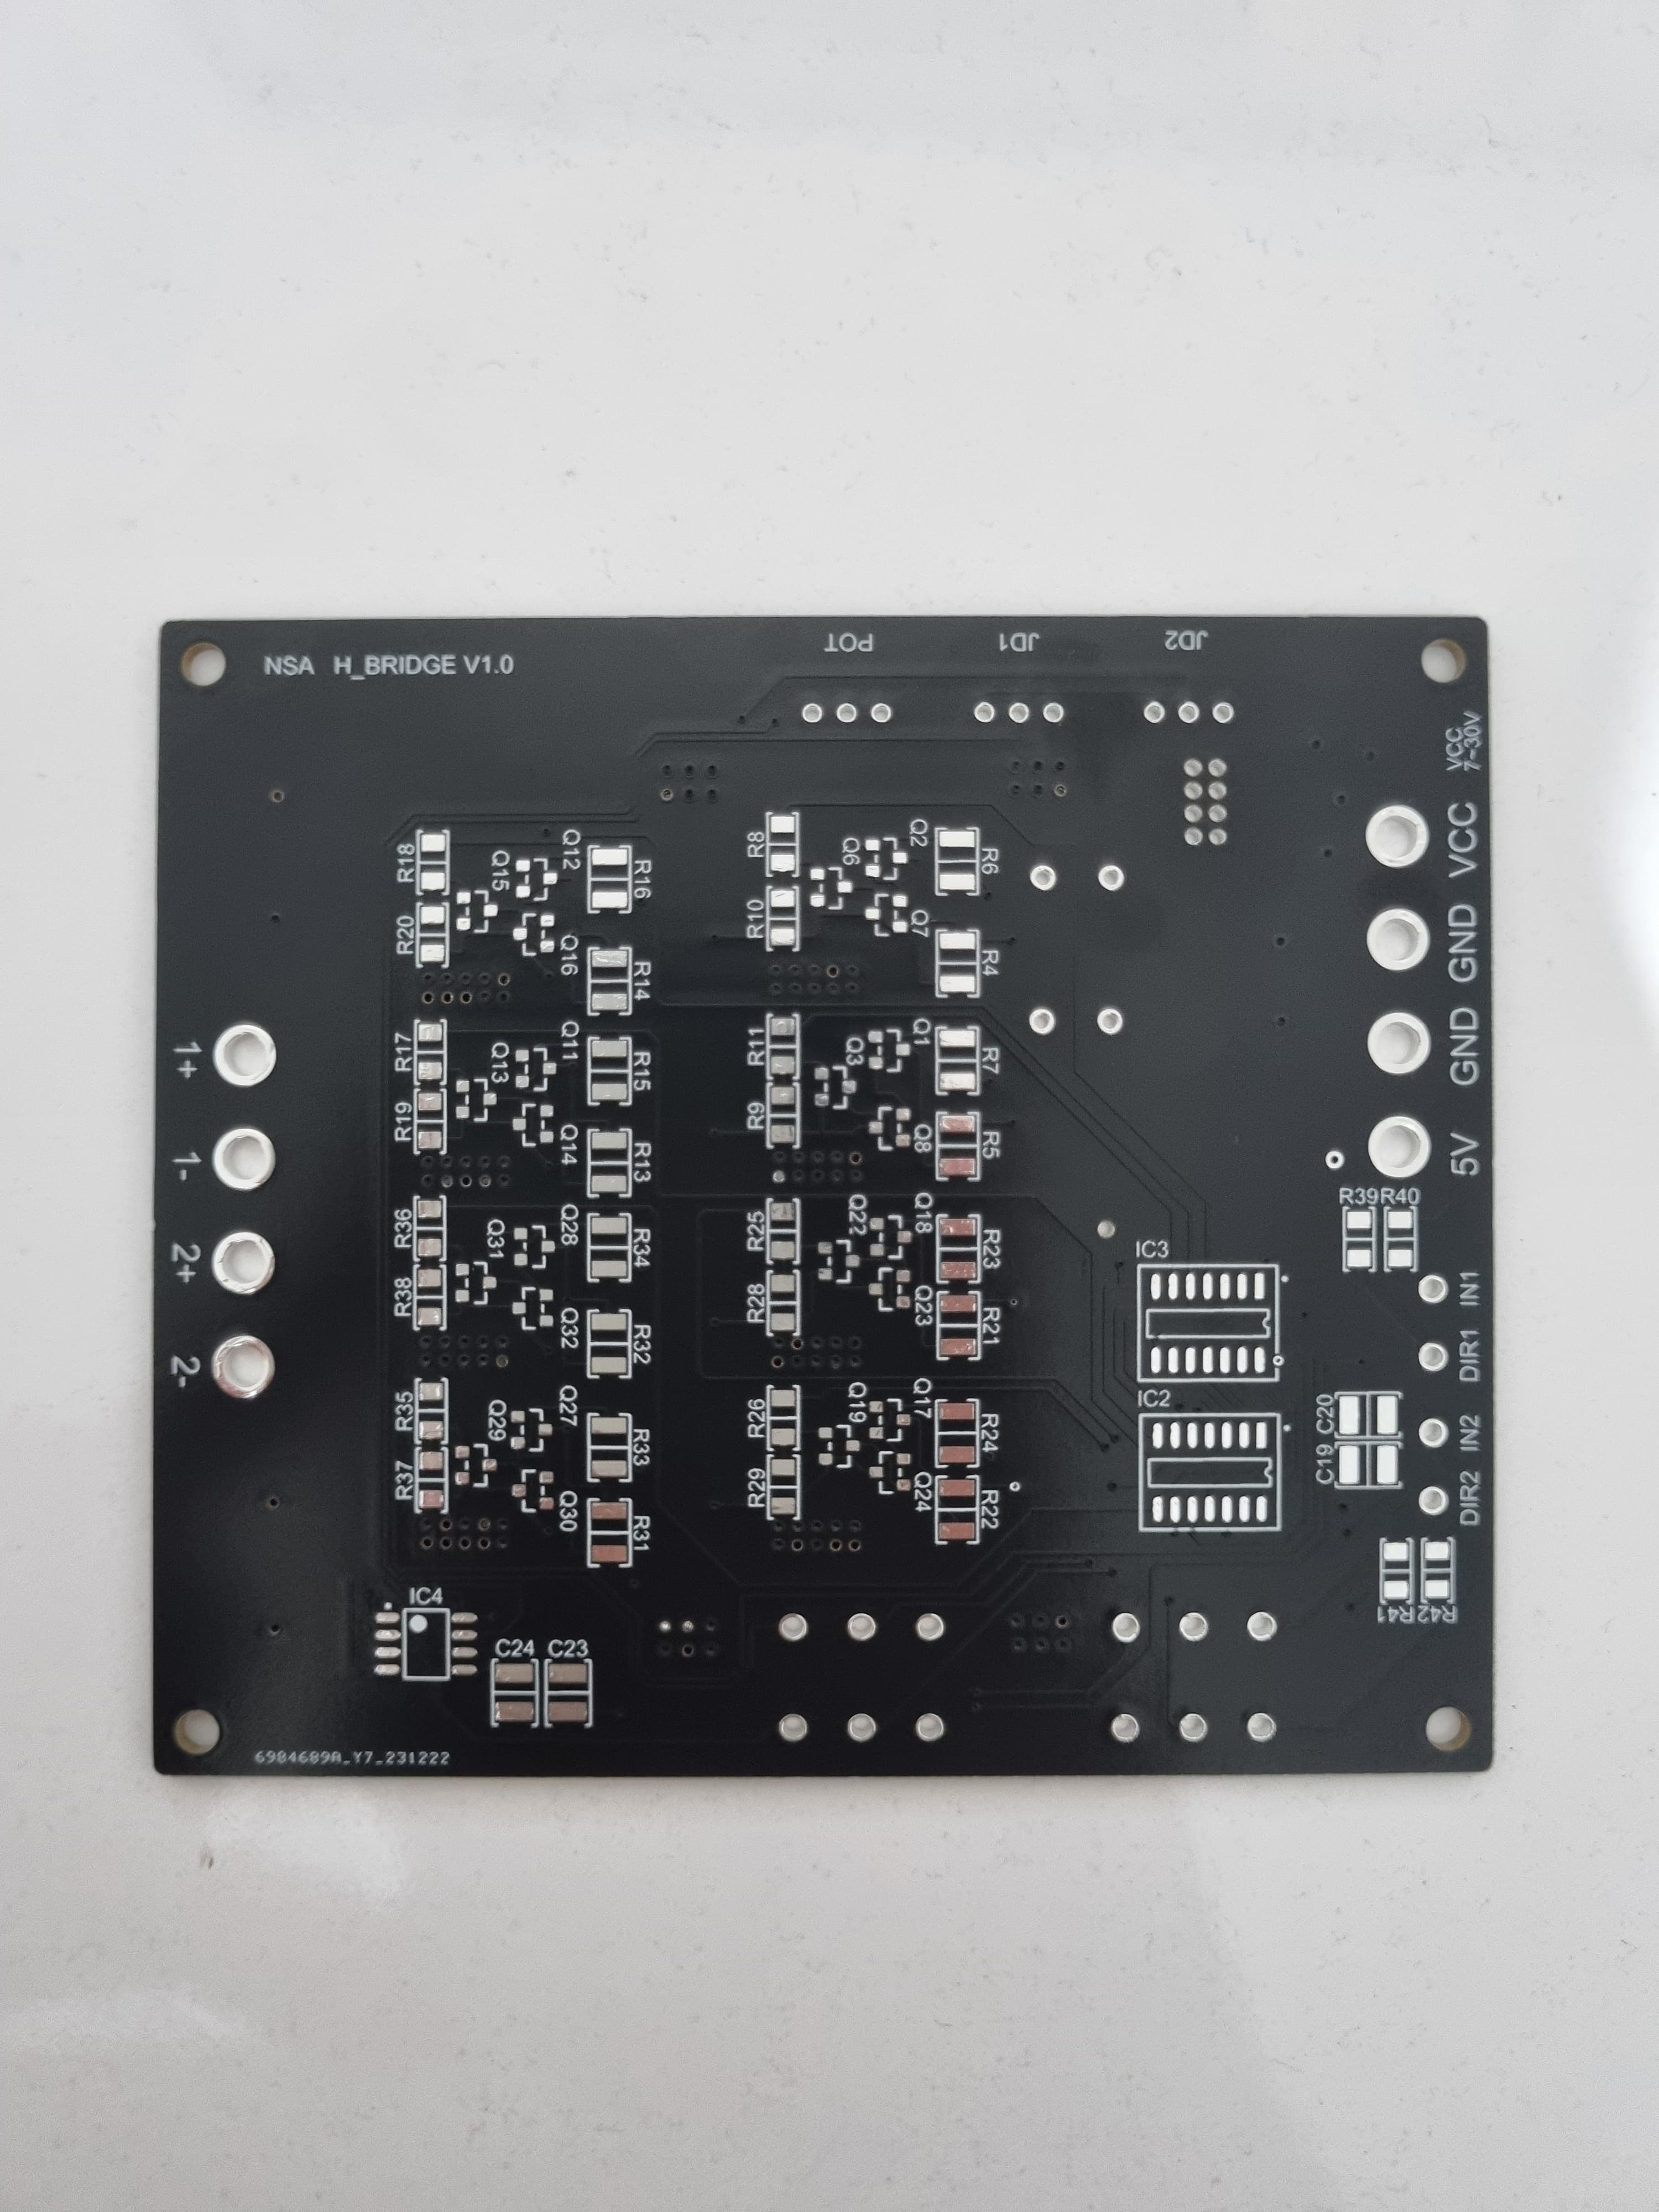 NSA H_BRIDGE V1.0
POT
JD1
JD2
VCC
7-30V
VCC
GND
GND
5V
R39
R40
IN1
DIR1
IN2
DIR2
C20
C19
R41
R42
IC3
IC2
1+
1-
2+
2-
R18
Q15
Q12
R16
R8
Q6
Q2
R6
R20
Q16
R14
R10
Q7
R4
R17
Q13
Q11
R15
R11
Q3
Q1
R7
R19
Q14
R13
R9
Q8
R5
R36
Q31
Q28
R34
R25
Q22
Q18
R23
R38
Q32
R32
R28
Q23
R21
R35
Q29
Q27
R33
R26
Q19
Q17
R24
R37
Q30
R31
R29
Q24
R22
IC4
C24
C23
6984689A_Y7_231222